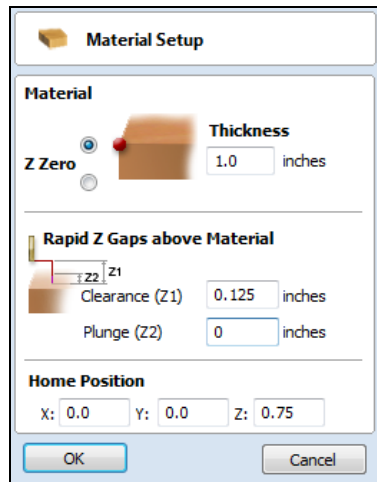 Material Setup
Material
Thickness
Z Zero
1.0 inches
Rapid Z Gaps above Material
Z1
Z2
Clearance (Z1) 0.125 inches
Plunge (Z2) 0 inches
Home Position
X: 0.0 Y: 0.0 Z: 0.75
OK Cancel